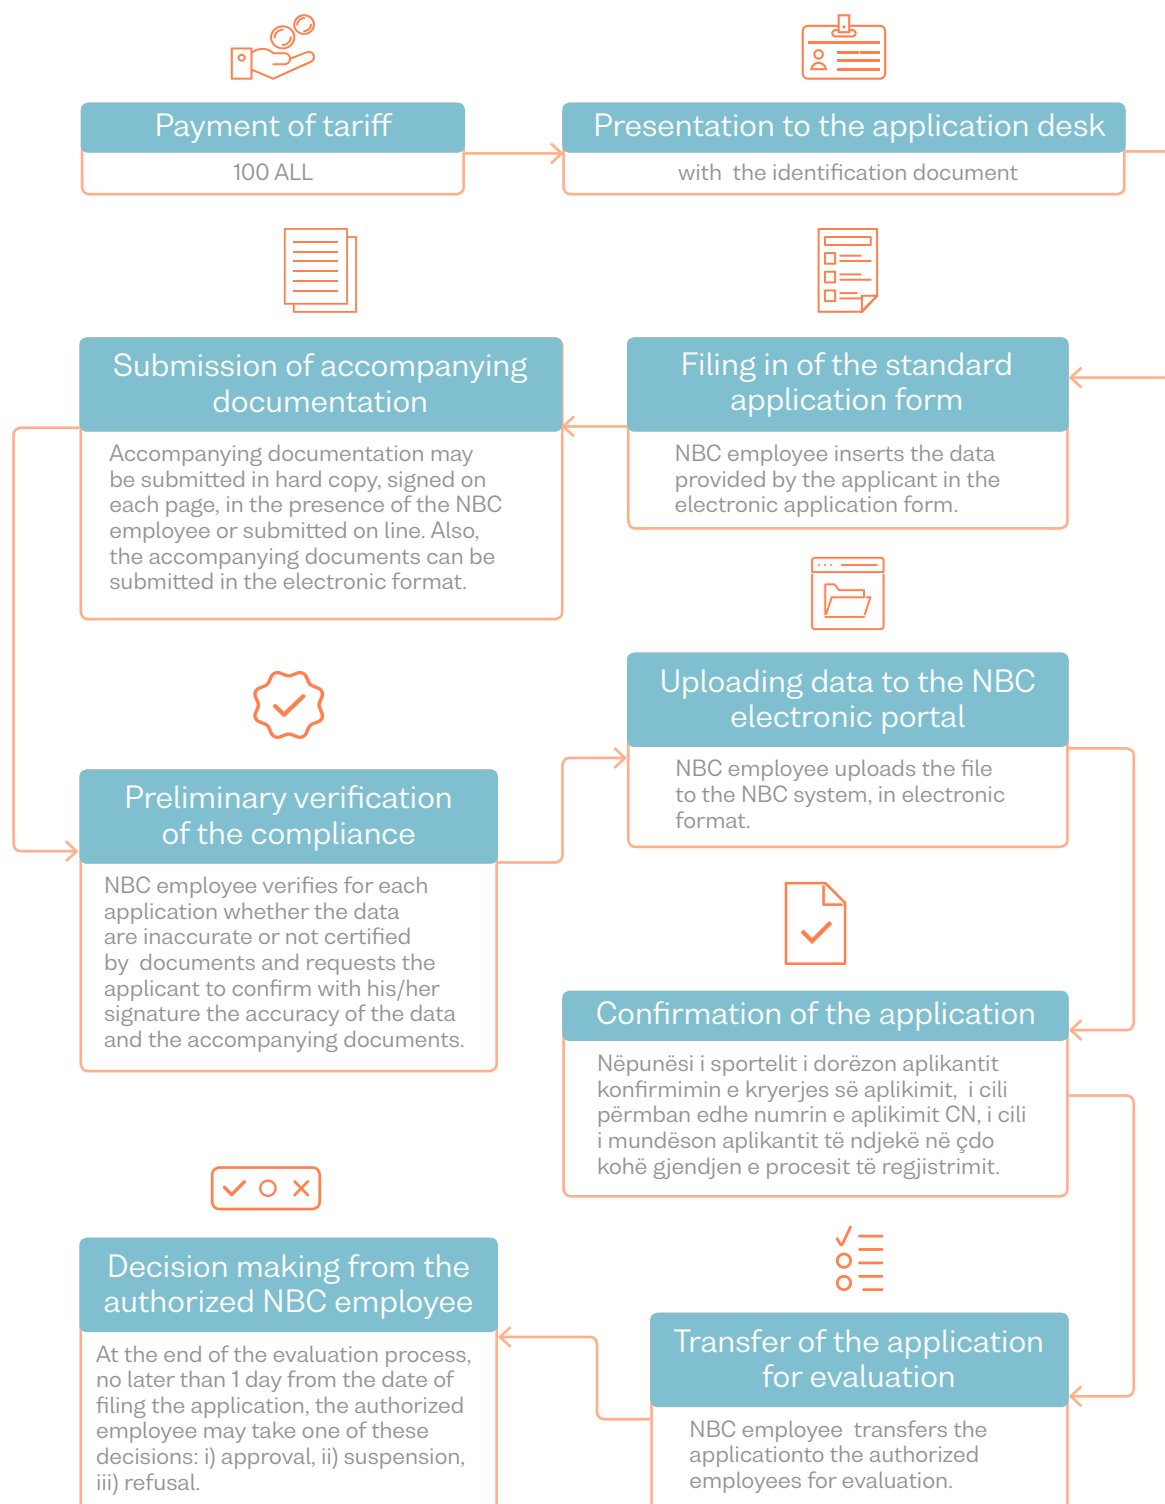 Payment of tariff
100 ALL
Presentation to the application desk
with the identification document
Filing in of the standard
application form
NBC employee inserts the data
provided by the applicant in the
electronic application form.
Submission of accompanying
documentation
Accompanying documentation may
be submitted in hard copy, signed on
each page, in the presence of the NBC
employee or submitted on line. Also,
the accompanying documents can be
submitted in the electronic format.
Preliminary verification
of the compliance
NBC employee verifies for each
application whether the data
are inaccurate or not certified
by documents and requests the
applicant to confirm with his/her
signature the accuracy of the data
and the accompanying documents.
Uploading data to the NBC
electronic portal
NBC employee uploads the file
to the NBC system, in electronic
format.
Confirmation of the application
Nëpunësi i sportelit i dorëzon aplikantit
konfirmimin e kryerjes së aplikimit, i cili
përmban edhe numrin e aplikimit CN, i cili
i mundëson aplikantit të ndjekë në çdo
kohë gjendjen e procesit të regjistrimit.
Transfer of the application
for evaluation
NBC employee transfers the
applicationto the authorized
employees for evaluation.
Decision making from the
authorized NBC employee
At the end of the evaluation process,
no later than 1 day from the date of
filing the application, the authorized
employee may take one of these
decisions: i) approval, ii) suspension,
iii) refusal.